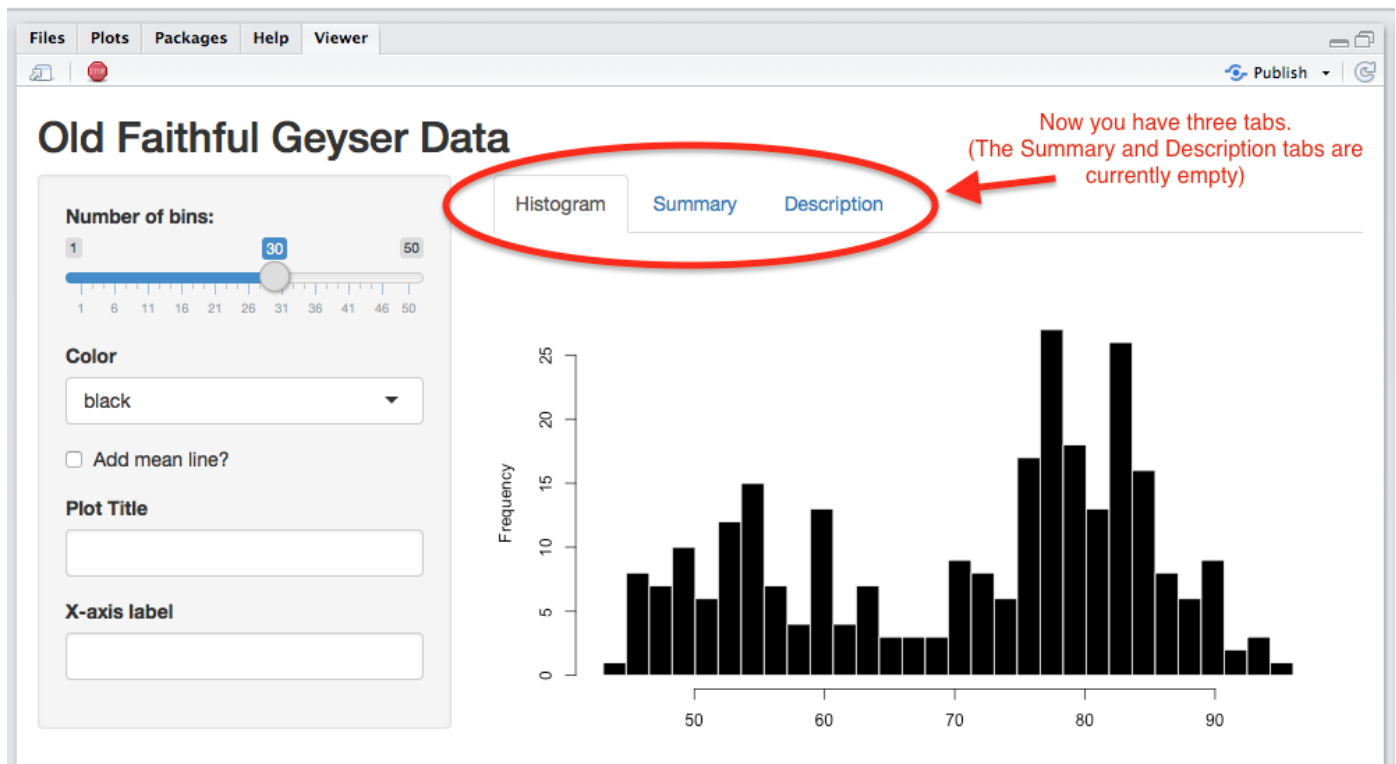 Files Plots Packages Help Viewer
STOP Publish
Old Faithful Geyser Data
Now you have three tabs.
(The Summary and Description tabs are
currently empty)
Histogram Summary Description
Number of bins:
1 30 50
1 6 11 16 21 26 31 36 41 46 50
Color
black
Add mean line?
Plot Title
X-axis label
Frequency
25
20
15
10
5
0
50 60 70 80 90